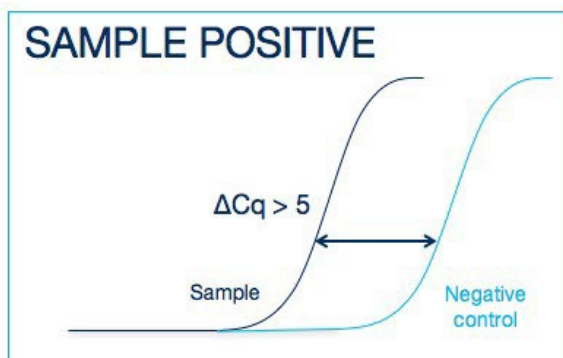 SAMPLE POSITIVE
ΔCq > 5
Sample
Negative
control